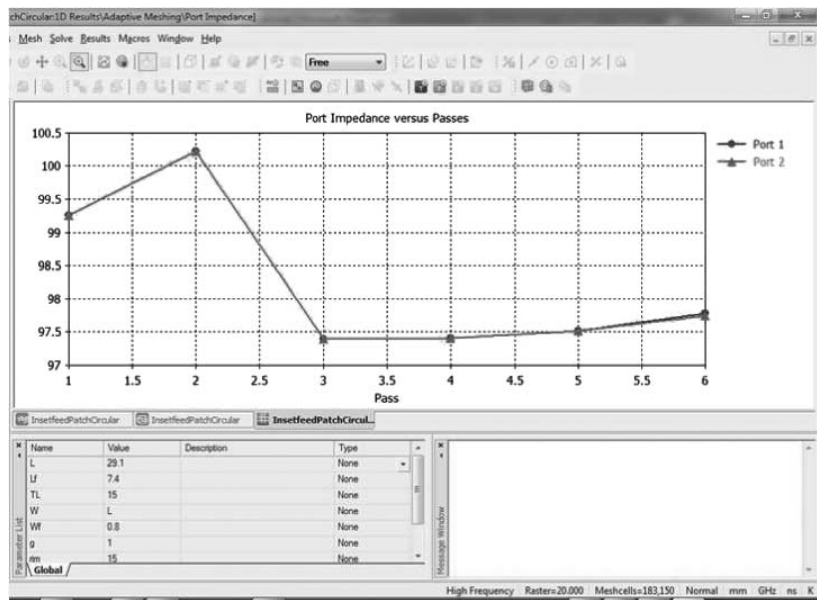 chCircular:1D Results\Adaptive Meshing\Port Impedance]
Mesh Solve Results Macros Window Help
Free
Port Impedance versus Passes
100.5
100
99.5
99
98.5
98
97.5
97
1 1.5 2 2.5 3 3.5 4 4.5 5 5.5 6
Pass
Port 1
Port 2
InsetfeedPatchCircular InsetfeedPatchCircular InsetfeedPatchCircul...
Name Value Description Type
L 29.1 None
Lf 7.4 None
TL 15 None
W L None
Wf 0.8 None
g 1 None
rim 15 None
Global
Parameter List
Message Window
High Frequency Raster=20.000 Meshcells=183,150 Normal mm GHz ns K